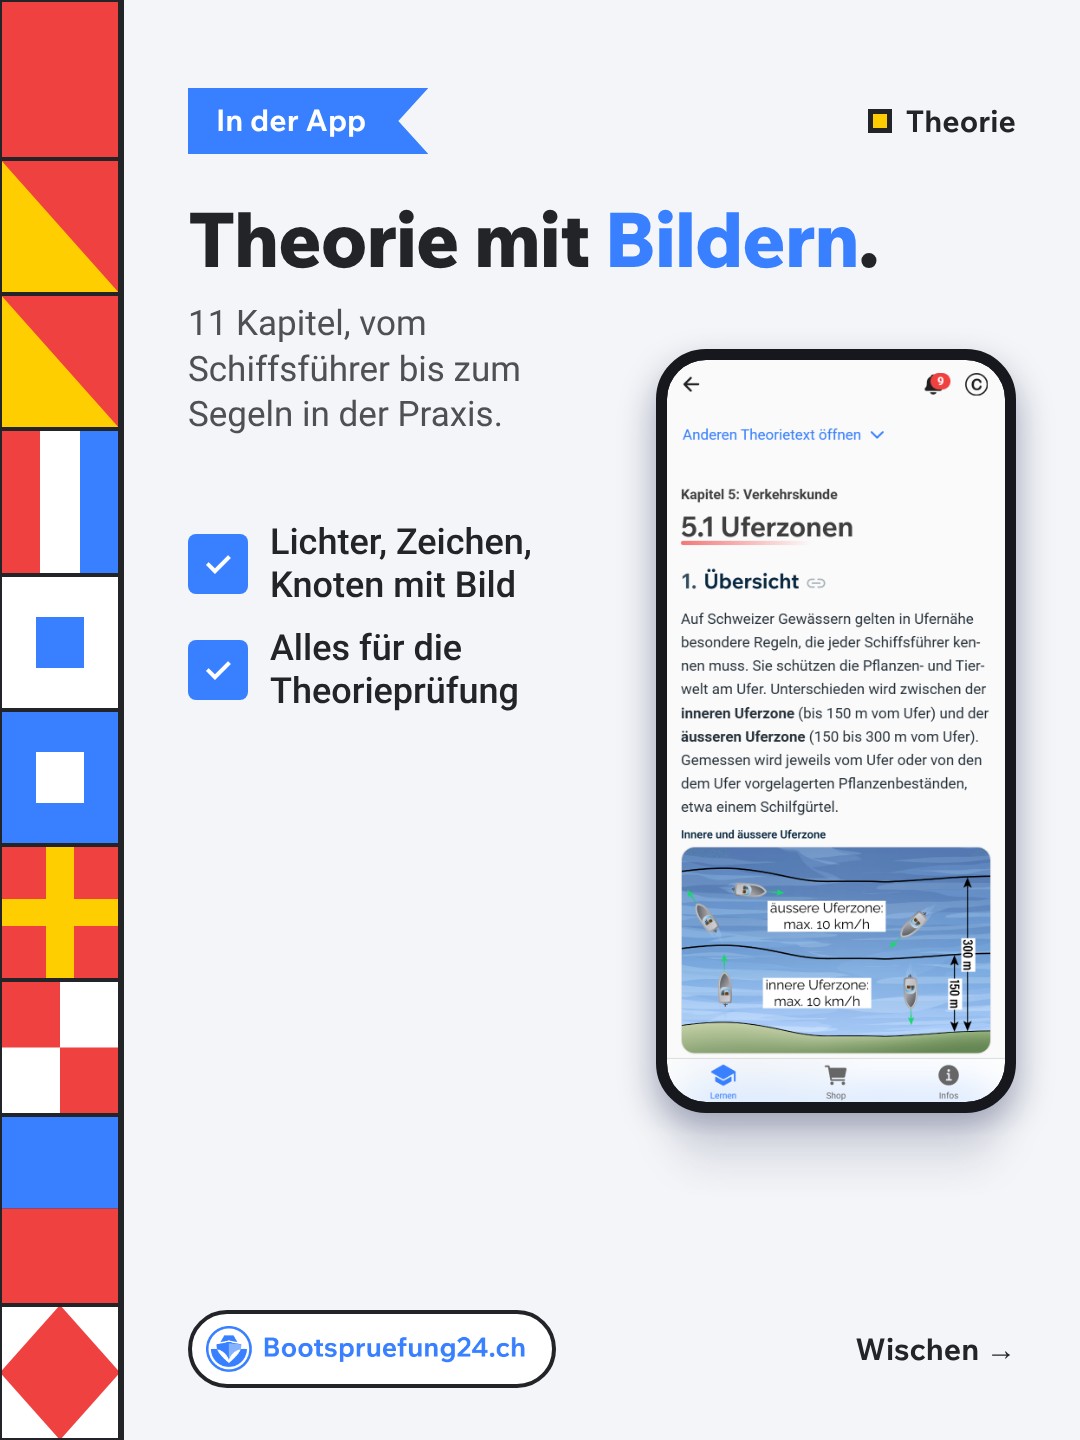 In der App
Theorie
Theorie mit Bildern.
11 Kapitel, vom
Schiffsführer bis zum
Segeln in der Praxis.
Lichter, Zeichen,
Knoten mit Bild
Alles für die
Theorieprüfung
9
Anderen Theorietext öffnen
Kapitel 5: Verkehrskunde
5.1 Uferzonen
1. Übersicht
Auf Schweizer Gewässern gelten in Ufernähe
besondere Regeln, die jeder Schiffsführer ken-
nen muss. Sie schützen die Pflanzen- und Tier-
welt am Ufer. Unterschieden wird zwischen der
inneren Uferzone (bis 150 m vom Ufer) und der
äusseren Uferzone (150 bis 300 m vom Ufer).
Gemessen wird jeweils vom Ufer oder von den
dem Ufer vorgelagerten Pflanzenbeständen,
etwa einem Schilfgürtel.
Innere und äussere Uferzone
äussere Uferzone:
max. 10 km/h
innere Uferzone:
max. 10 km/h
300 m
150 m
Lernen
Shop
Infos
Bootspruefung24.ch
Wischen →